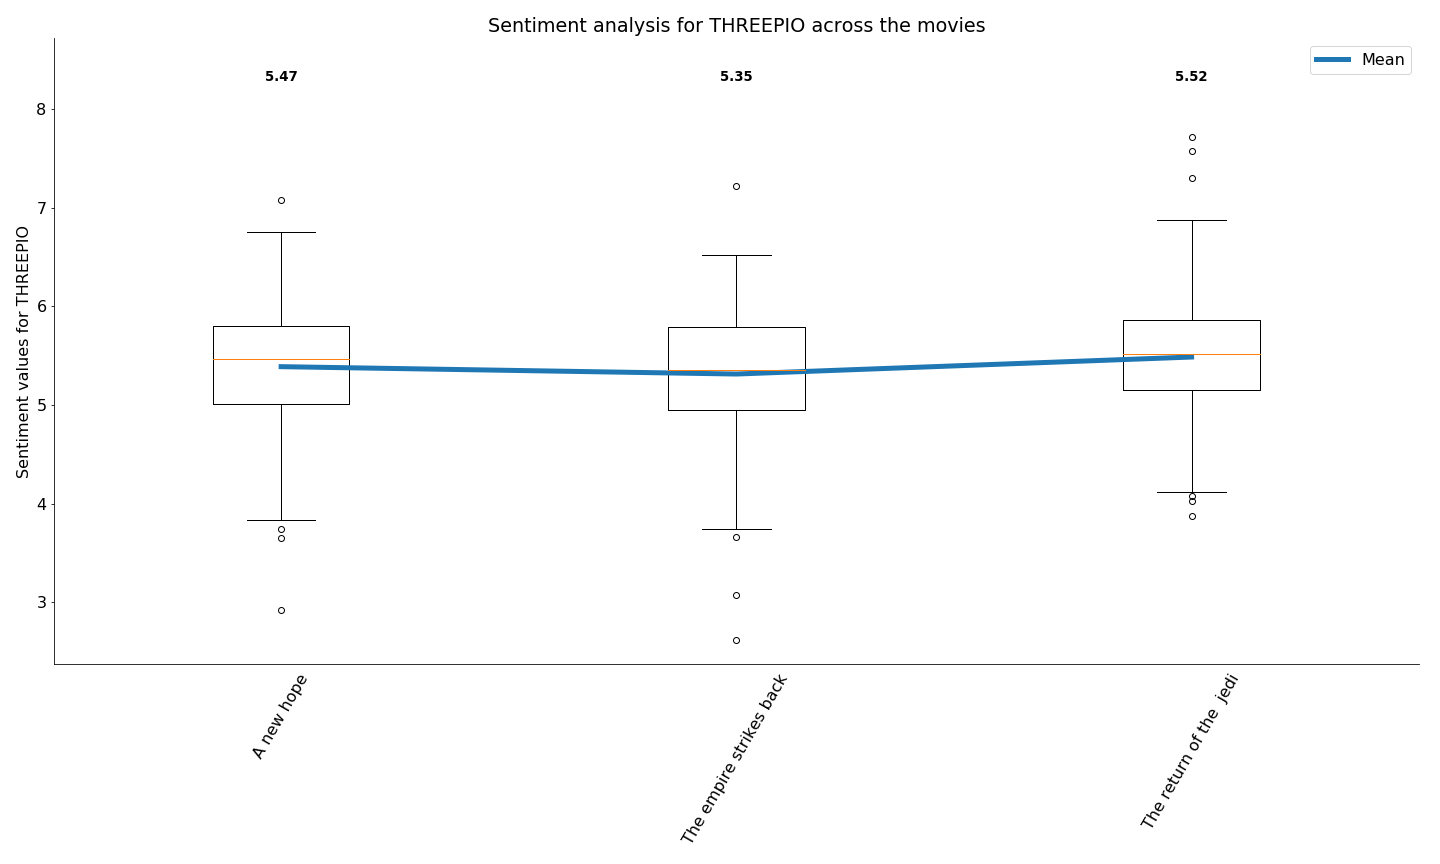 Sentiment analysis for THREEPIO across the movies
Mean
5.47
5.35
5.52
Sentiment values for THREEPIO
8
7
6
5
4
3
A new hope
The empire strikes back
The return of the  jedi